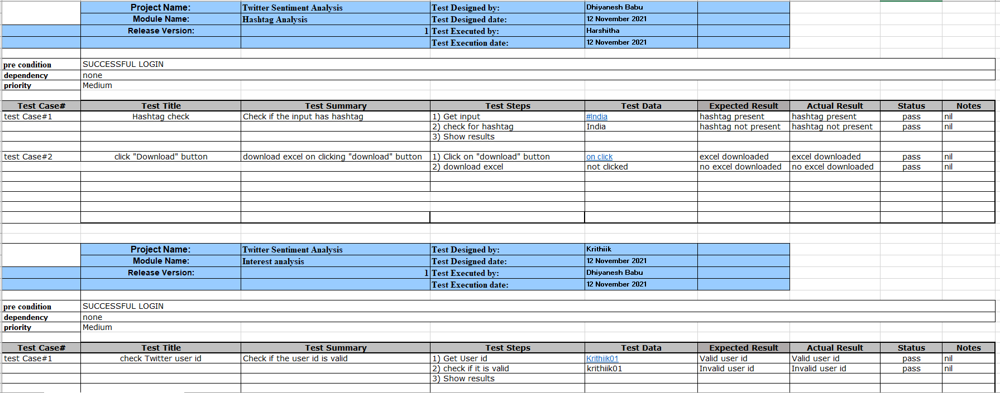 Project Name: Twitter Sentiment Analysis Test Designed by: Dhiyanesh Babu
Module Name: Hashtag Analysis Test Designed date: 12 November 2021
Release Version: 1 Test Executed by: Harshitha
Test Execution date: 12 November 2021
pre condition SUCCESSFUL LOGIN
dependency none
priority Medium
Test Case# Test Title Test Summary Test Steps Test Data Expected Result Actual Result Status Notes
test Case#1 Hashtag check Check if the input has hashtag 1) Get input #India hashtag present hashtag present pass nil
2) check for hashtag India hashtag not present hashtag not present pass nil
3) Show results
test Case#2 click "Download" button download excel on clicking "download" button 1) Click on "download" button on click excel downloaded excel downloaded pass nil
2) download excel not clicked no excel downloaded no excel downloaded pass nil
Project Name: Twitter Sentiment Analysis Test Designed by: Krithiik
Module Name: Interest analysis Test Designed date: 12 November 2021
Release Version: 1 Test Executed by: Dhiyanesh Babu
Test Execution date: 12 November 2021
pre condition SUCCESSFUL LOGIN
dependency none
priority Medium
Test Case# Test Title Test Summary Test Steps Test Data Expected Result Actual Result Status Notes
test Case#1 check Twitter user id Check if the user id is valid 1) Get User id Krithiik01 Valid user id Valid user id pass nil
2) check if it is valid krithiik01 Invalid user id Invalid user id pass nil
3) Show results